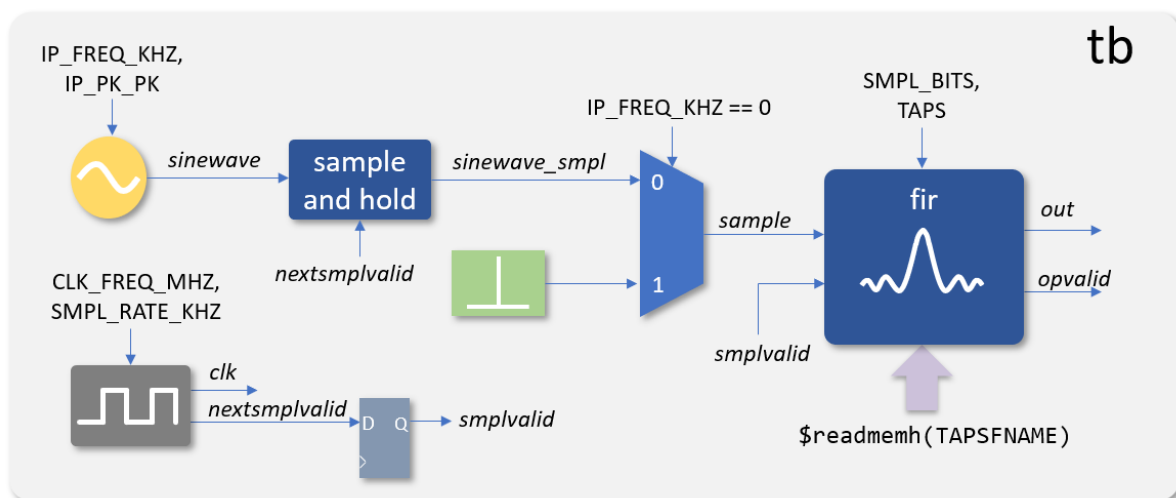 tb
IP_FREQ_KHZ,
IP_PK_PK
sinewave
sample
and hold
nextsmplvalid
sinewave_smpl
IP_FREQ_KHZ == 0
0
1
sample
smplvalid
SMPL_BITS,
TAPS
fir
out
opvalid
$readmemh(TAPSFNAME)
CLK_FREQ_MHZ,
SMPL_RATE_KHZ
clk
nextsmplvalid
D Q
smplvalid